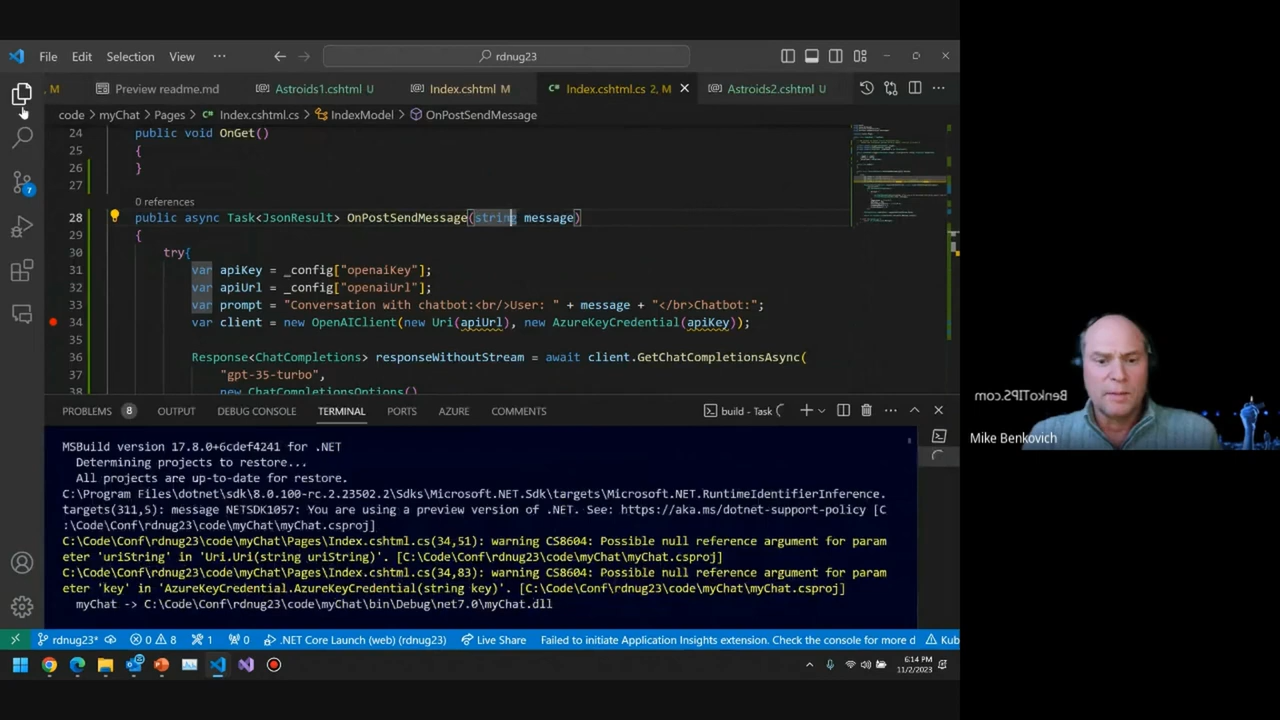 File Edit Selection View ··· rdnug23
, M Preview readme.md Astroids1.cshtml U Index.cshtml M Index.cshtml.cs 2, M Astroids2.cshtml U
code > myChat > Pages > Index.cshtml.cs > IndexModel > OnPostSendMessage
24 public void OnGet()
25 {
26 }
27
0 references
28 public async Task<JsonResult> OnPostSendMessage(string message)
29 {
30 try{
31 var apiKey = _config["openaiKey"];
32 var apiUrl = _config["openaiUrl"];
33 var prompt = "Conversation with chatbot:<br/>User: " + message + "</br>Chatbot:";
34 var client = new OpenAIClient(new Uri(apiUrl), new AzureKeyCredential(apiKey));
35
36 Response<ChatCompletions> responseWithoutStream = await client.GetChatCompletionsAsync(
37 "gpt-35-turbo",
38 new ChatCompletionsOptions()
7
PROBLEMS 8 OUTPUT DEBUG CONSOLE TERMINAL PORTS AZURE COMMENTS build - Task
MSBuild version 17.8.0+6cdef4241 for .NET
Determining projects to restore...
All projects are up-to-date for restore.
C:\Program Files\dotnet\sdk\8.0.100-rc.2.23502.2\Sdks\Microsoft.NET.Sdk\targets\Microsoft.NET.RuntimeIdentifierInference.
targets(311,5): message NETSDK1057: You are using a preview version of .NET. See: https://aka.ms/dotnet-support-policy [C
:\Code\Conf\rdnug23\code\myChat\myChat.csproj]
C:\Code\Conf\rdnug23\code\myChat\Pages\Index.cshtml.cs(34,51): warning CS8604: Possible null reference argument for param
eter 'uriString' in 'Uri.Uri(string uriString)'. [C:\Code\Conf\rdnug23\code\myChat\myChat.csproj]
C:\Code\Conf\rdnug23\code\myChat\Pages\Index.cshtml.cs(34,83): warning CS8604: Possible null reference argument for param
eter 'key' in 'AzureKeyCredential.AzureKeyCredential(string key)'. [C:\Code\Conf\rdnug23\code\myChat\myChat.csproj]
myChat -> C:\Code\Conf\rdnug23\code\myChat\bin\Debug\net7.0\myChat.dll
rdnug23* 0 8 1 0 .NET Core Launch (web) (rdnug23) Live Share Failed to initiate Application Insights extension. Check the console for more d Kub
6:14 PM
11/2/2023
BenkoTIPS.com
Mike Benkovich